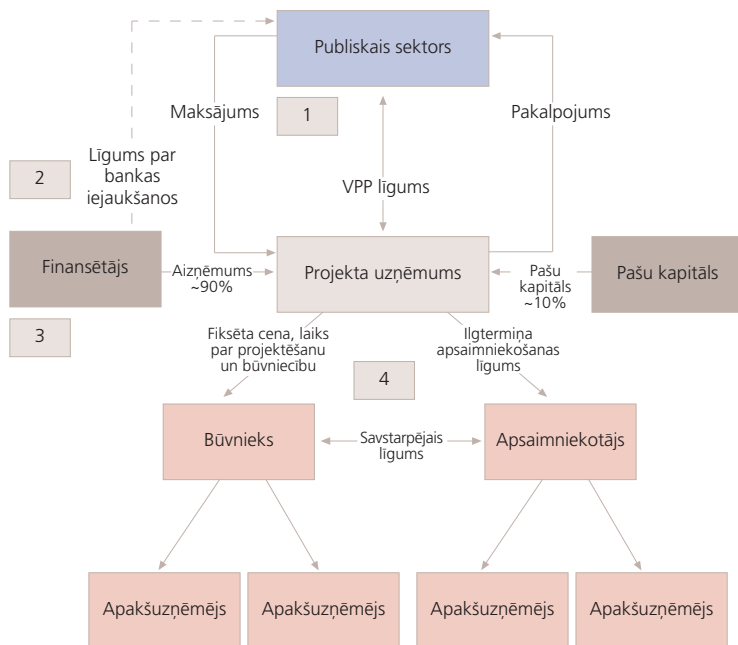 Publiskais sektors
Maksājums
1
Pakalpojums
2
Līgums par
bankas
iejaukšanos
VPP līgums
Finansētājs
Aizņēmums
~90%
Projekta uzņēmums
Pašu
kapitāls
~10%
Pašu kapitāls
3
Fiksēta cena, laiks
par projektēšanu
un būvniecību
Ilgtermiņa
apsaimniekošanas
līgums
4
Būvnieks
Savstarpējais
līgums
Apsaimniekotājs
Apakšuzņēmējs
Apakšuzņēmējs
Apakšuzņēmējs
Apakšuzņēmējs